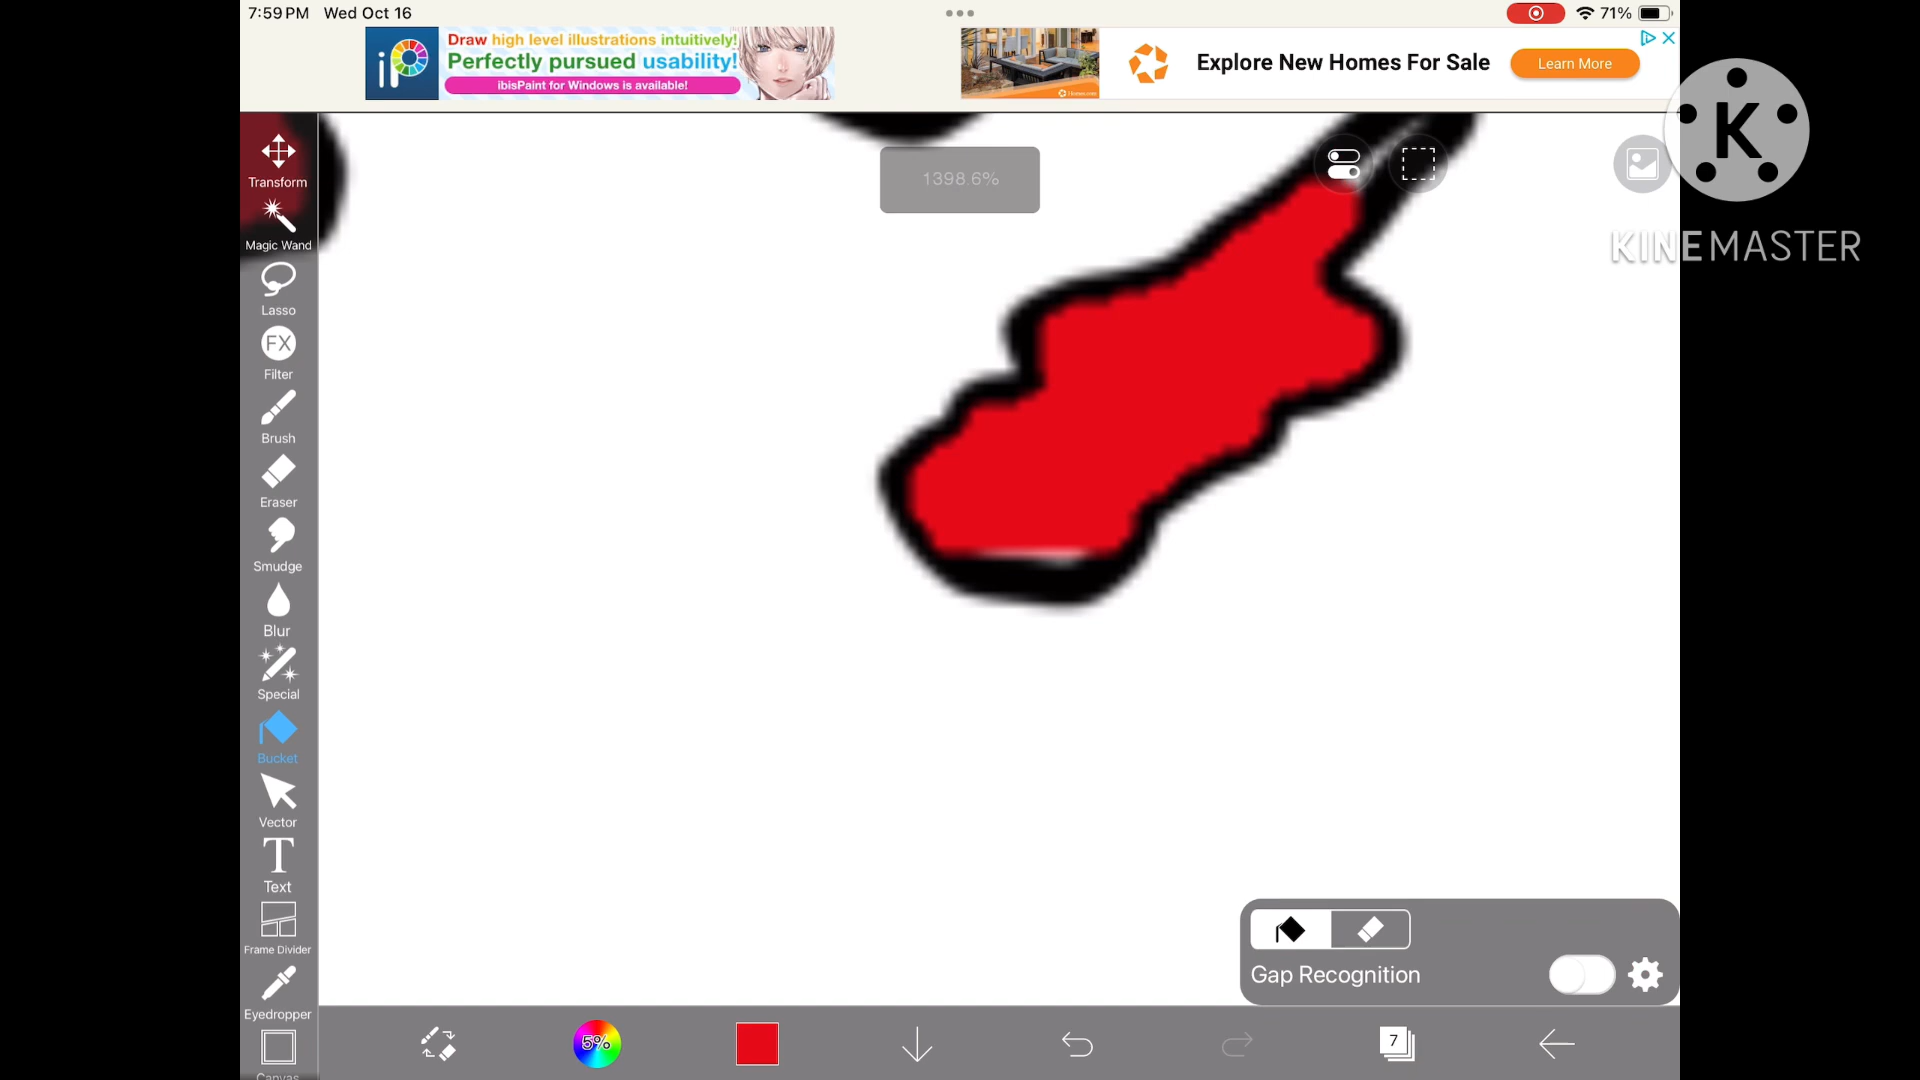 7:59 PM Wed Oct 16
71%
Draw high level illustrations intuitively!
Perfectly pursued usability!
ibisPaint for Windows is available!
Explore New Homes For Sale
Learn More
K
KINEMASTER
1398.6%
Transform
Magic Wand
Lasso
FX
Filter
Brush
Eraser
Smudge
Blur
Special
Bucket
Vector
T
Text
Frame Divider
Eyedropper
Canvas
Gap Recognition
5%
7